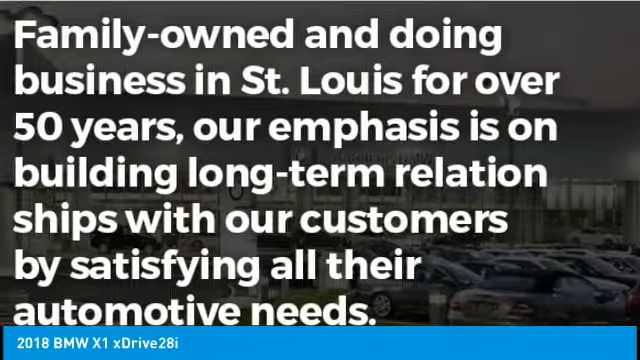 Family-owned and doing
business in St. Louis for over
50 years, our emphasis is on
building long-term relation
ships with our customers
by satisfying all their
automotive needs.
2018 BMW X1 xDrive28i